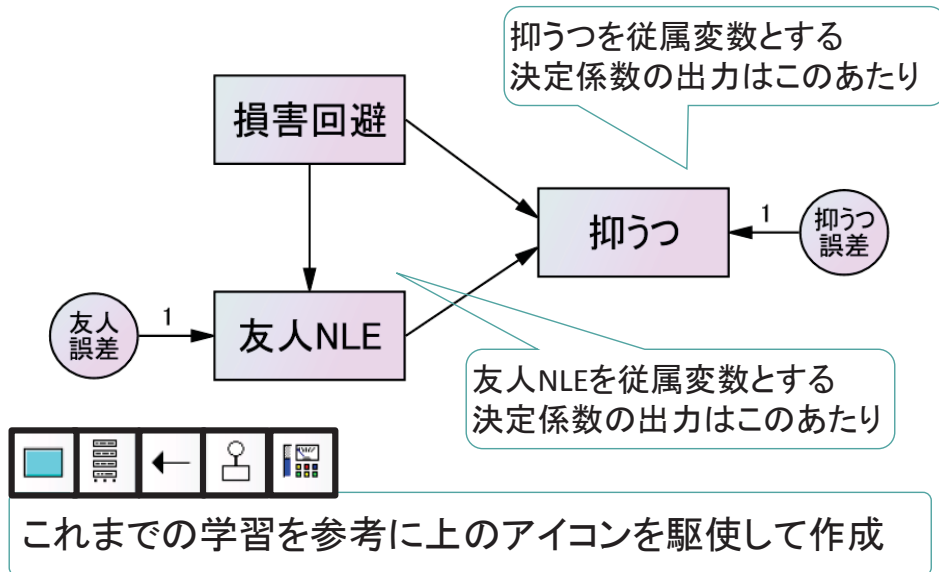 抑うつを従属変数とする
決定係数の出力はこのあたり
損害回避
抑うつ
1
抑うつ
誤差
友人
誤差
1
友人NLE
友人NLEを従属変数とする
決定係数の出力はこのあたり
これまでの学習を参考に上のアイコンを駆使して作成